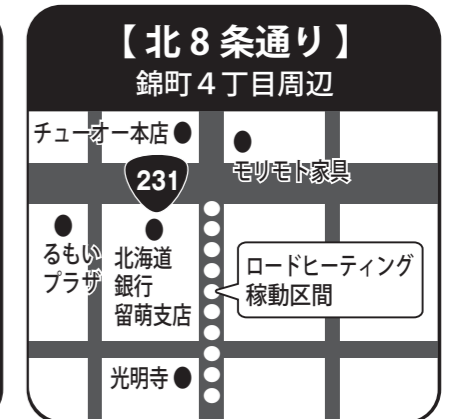 【北8条通り】
錦町4丁目周辺
チューオー本店
モリモト家具
231
るもい
プラザ
北海道
銀行
留萌支店
ロードヒーティング
稼動区間
光明寺